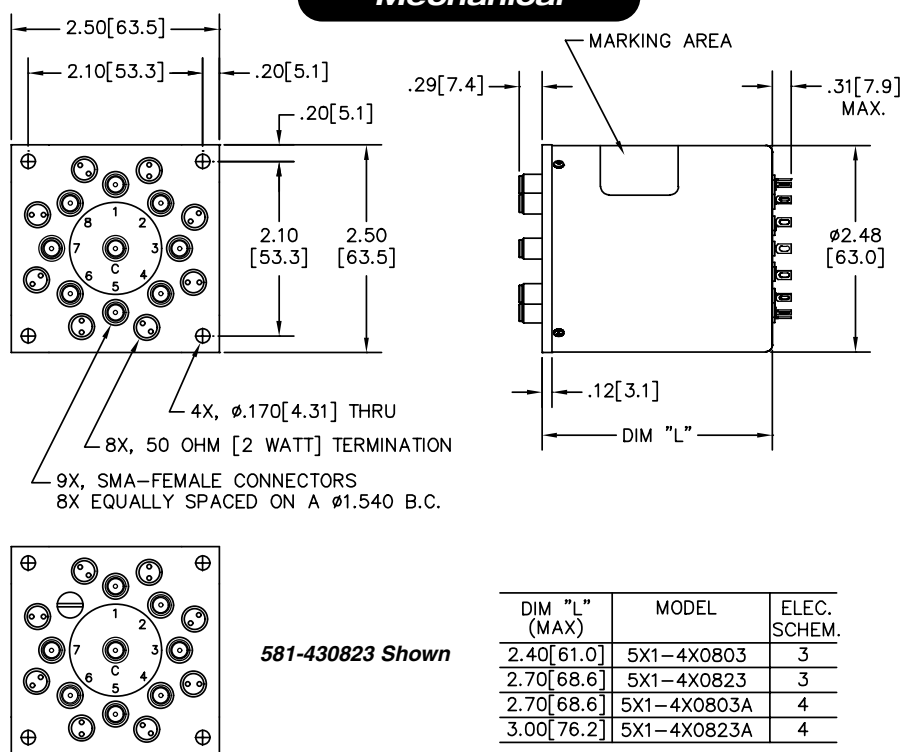 Mechanical
2.50[63.5]
2.10[53.3]
.20[5.1]
.20[5.1]
1
2
3
4
5
6
7
8
C
2.10
[53.3]
2.50
[63.5]
4X, ø.170[4.31] THRU
8X, 50 OHM [2 WATT] TERMINATION
9X, SMA-FEMALE CONNECTORS
8X EQUALLY SPACED ON A ø1.540 B.C.
MARKING AREA
.29[7.4]
.31[7.9]
MAX.
ø2.48
[63.0]
.12[3.1]
DIM "L"
1
2
3
4
5
6
7
C
581-430823 Shown
DIM "L" (MAX) MODEL ELEC. SCHEM.
2.40[61.0] 5X1-4X0803 3
2.70[68.6] 5X1-4X0823 3
2.70[68.6] 5X1-4X0803A 4
3.00[76.2] 5X1-4X0823A 4